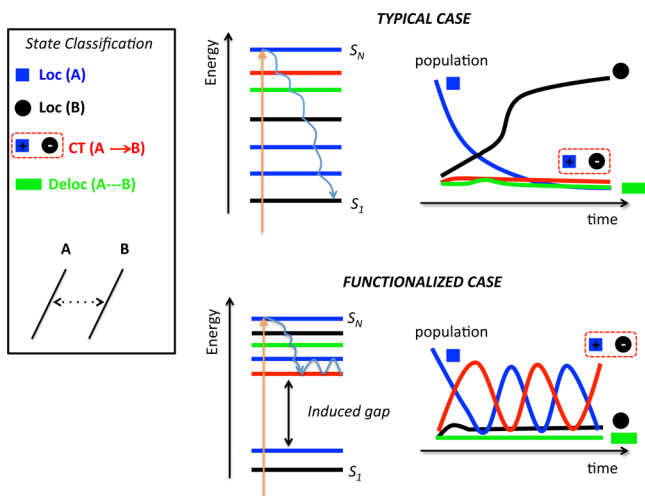 State Classification
Loc (A)
Loc (B)
+ - CT (A →B)
Deloc (A---B)
A B
TYPICAL CASE
Energy
S_N
S_1
population
+ -
time
FUNCTIONALIZED CASE
Energy
S_N
Induced gap
S_1
population
+ -
time